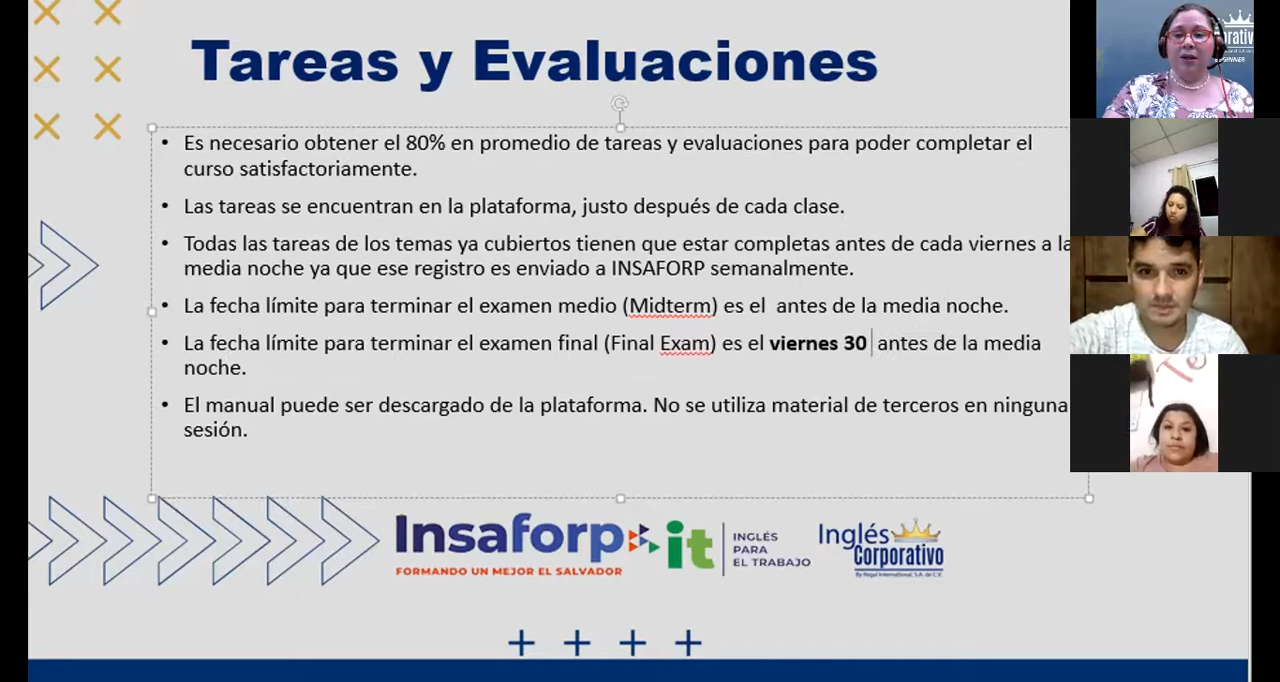 Tareas y Evaluaciones
• Es necesario obtener el 80% en promedio de tareas y evaluaciones para poder completar el
curso satisfactoriamente.
• Las tareas se encuentran en la plataforma, justo después de cada clase.
• Todas las tareas de los temas ya cubiertos tienen que estar completas antes de cada viernes a la
media noche ya que ese registro es enviado a INSAFORP semanalmente.
• La fecha límite para terminar el examen medio (Midterm) es el  antes de la media noche.
• La fecha límite para terminar el examen final (Final Exam) es el viernes 30  antes de la media
noche.
• El manual puede ser descargado de la plataforma. No se utiliza material de terceros en ninguna
sesión.
Insaforp
FORMANDO UN MEJOR EL SALVADOR
it
INGLÉS
PARA
EL TRABAJO
Inglés
Corporativo
By Regal International, S.A. de C.V.